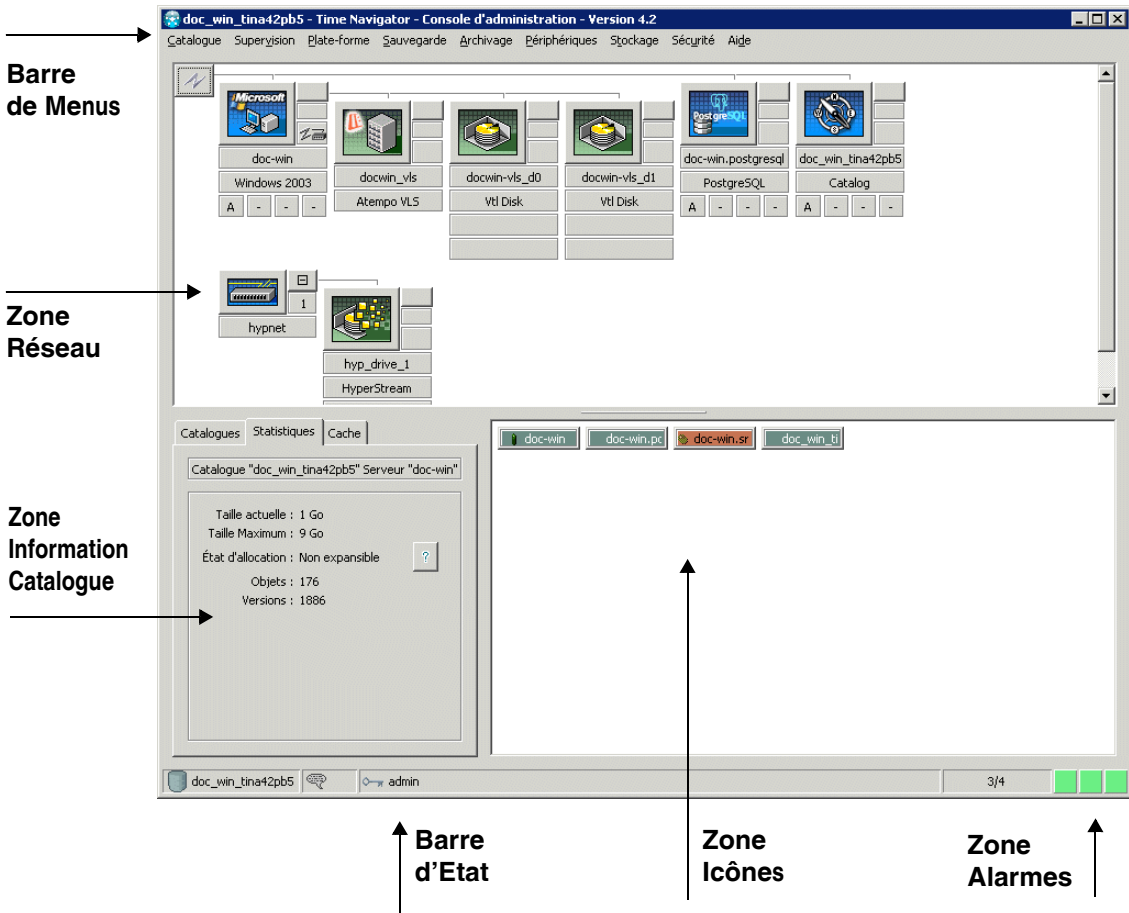 doc_win_tina42pb5 - Time Navigator - Console d'administration - Version 4.2
Catalogue Supervision Plate-forme Sauvegarde Archivage Périphériques Stockage Sécurité Aide
Barre
de Menus
Microsoft
PostgreSQL
doc-win
docwin_vls
docwin-vls_d0
docwin-vls_d1
doc-win.postgresql
doc_win_tina42pb5
Windows 2003
Atempo VLS
Vtl Disk
Vtl Disk
PostgreSQL
Catalog
A - - -
A - - -
A - - -
Zone
Réseau
1
hypnet
hyp_drive_1
HyperStream
Catalogues Statistiques Cache
doc-win
doc-win.pc
doc-win.sr
doc_win_ti
Catalogue "doc_win_tina42pb5" Serveur "doc-win"
Zone
Information
Catalogue
Taille actuelle : 1 Go
Taille Maximum : 9 Go
État d'allocation : Non expansible
?
Objets : 176
Versions : 1886
doc_win_tina42pb5
admin
3/4
Barre
d'Etat
Zone
Icônes
Zone
Alarmes